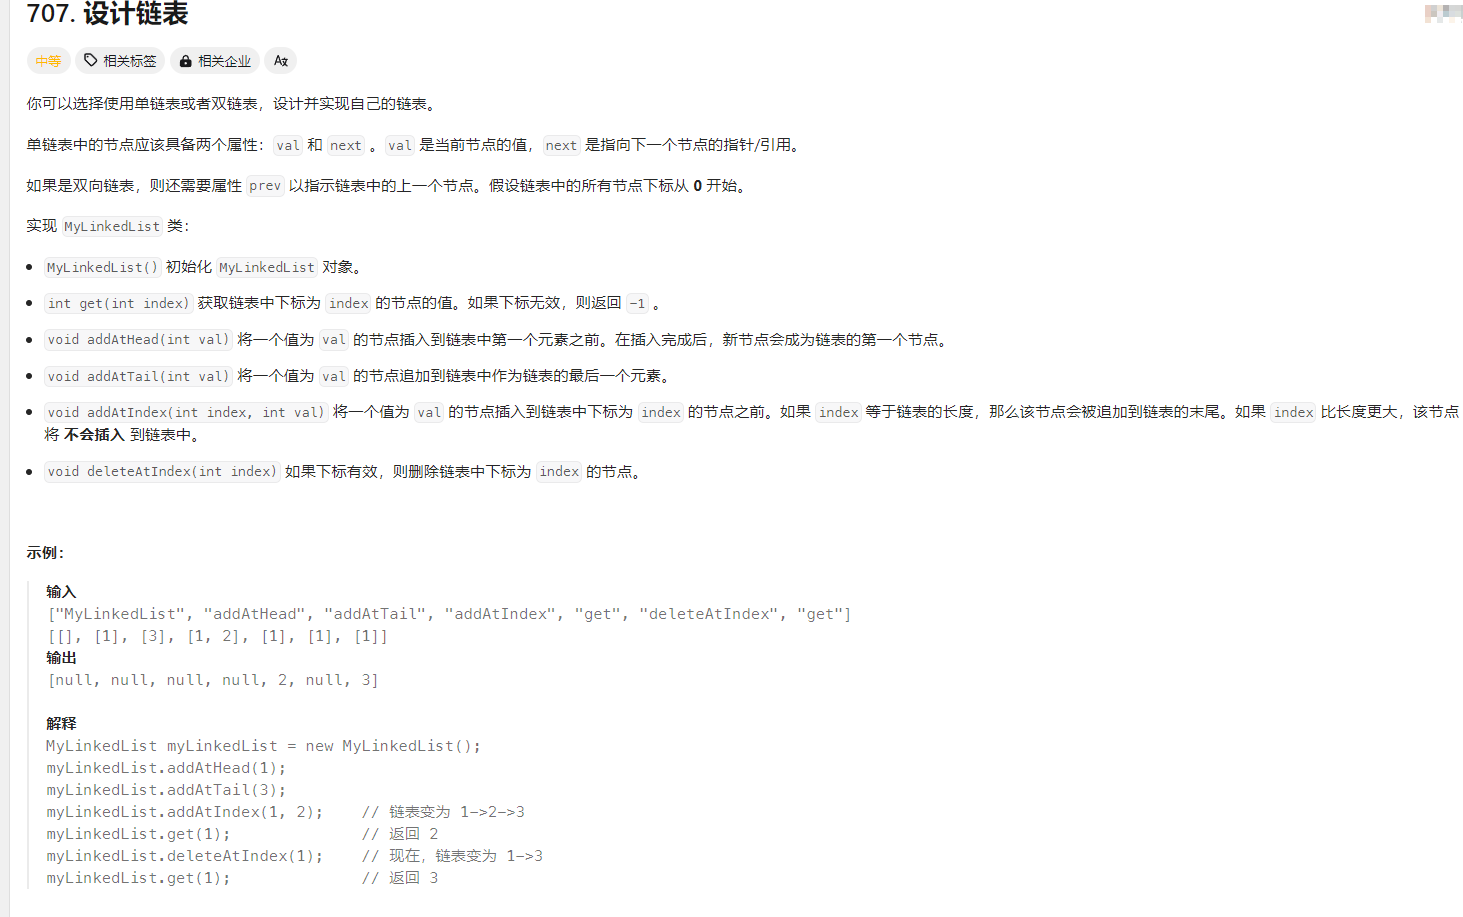 707. 设计链表
中等 相关标签 相关企业 Aあ
你可以选择使用单链表或者双链表，设计并实现自己的链表。
单链表中的节点应该具备两个属性：val 和 next 。val 是当前节点的值，next 是指向下一个节点的指针/引用。
如果是双向链表，则还需要属性 prev 以指示链表中的上一个节点。假设链表中的所有节点下标从 0 开始。
实现 MyLinkedList 类：
MyLinkedList() 初始化 MyLinkedList 对象。
int get(int index) 获取链表中下标为 index 的节点的值。如果下标无效，则返回 -1 。
void addAtHead(int val) 将一个值为 val 的节点插入到链表中第一个元素之前。在插入完成后，新节点会成为链表的第一个节点。
void addAtTail(int val) 将一个值为 val 的节点追加到链表中作为链表的最后一个元素。
void addAtIndex(int index, int val) 将一个值为 val 的节点插入到链表中下标为 index 的节点之前。如果 index 等于链表的长度，那么该节点会被追加到链表的末尾。如果 index 比长度更大，该节点
将 不会插入 到链表中。
void deleteAtIndex(int index) 如果下标有效，则删除链表中下标为 index 的节点。
示例：
输入
["MyLinkedList", "addAtHead", "addAtTail", "addAtIndex", "get", "deleteAtIndex", "get"]
[[], [1], [3], [1, 2], [1], [1], [1]]
输出
[null, null, null, null, 2, null, 3]
解释
MyLinkedList myLinkedList = new MyLinkedList();
myLinkedList.addAtHead(1);
myLinkedList.addAtTail(3);
myLinkedList.addAtIndex(1, 2);    // 链表变为 1->2->3
myLinkedList.get(1);              // 返回 2
myLinkedList.deleteAtIndex(1);    // 现在，链表变为 1->3
myLinkedList.get(1);              // 返回 3